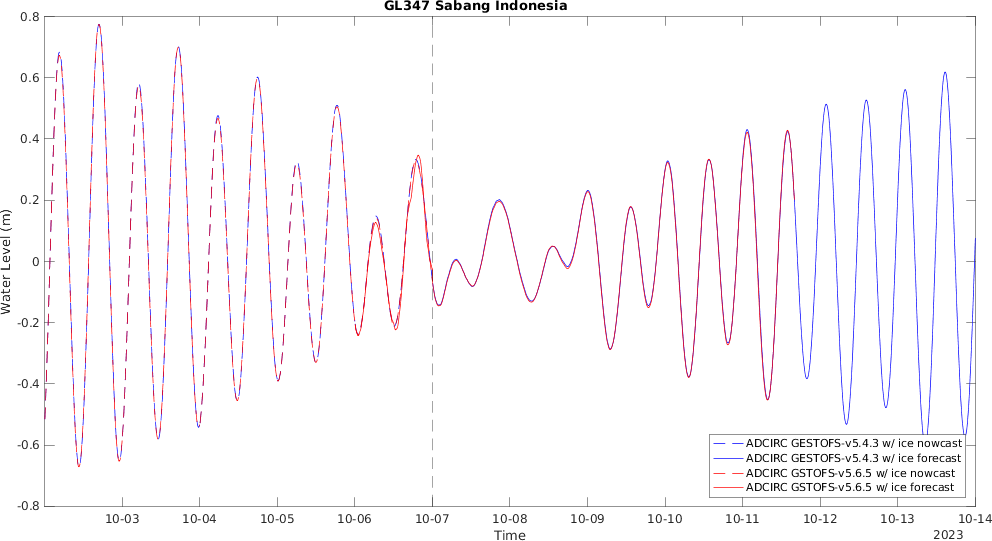 GL347 Sabang Indonesia
0.8
0.6
0.4
0.2
0
-0.2
-0.4
-0.6
-0.8
Water Level (m)
10-03 10-04 10-05 10-06 10-07 10-08 10-09 10-10 10-11 10-12 10-13 10-14
Time
2023
ADCIRC GESTOFS-v5.4.3 w/ ice nowcast
ADCIRC GESTOFS-v5.4.3 w/ ice forecast
ADCIRC GSTOFS-v5.6.5 w/ ice nowcast
ADCIRC GSTOFS-v5.6.5 w/ ice forecast